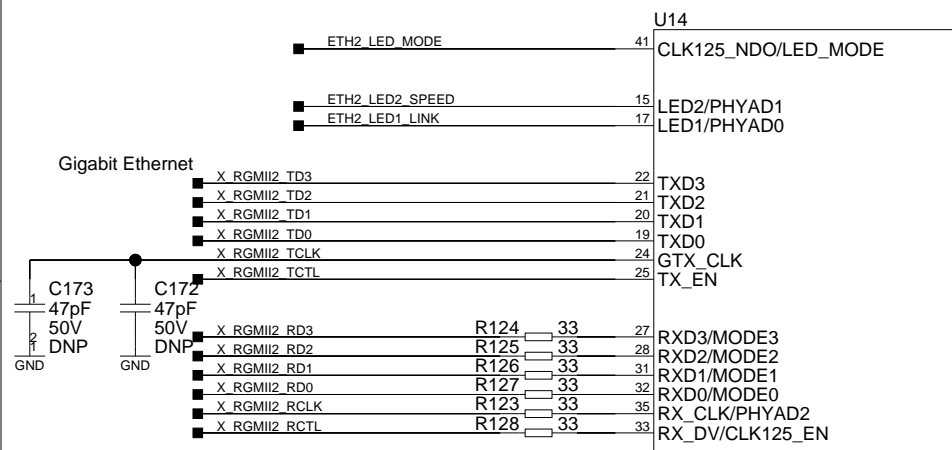 U14
ETH2_LED_MODE 41 CLK125_NDO/LED_MODE
ETH2_LED2_SPEED 15 LED2/PHYAD1
ETH2_LED1_LINK 17 LED1/PHYAD0
Gigabit Ethernet
X_RGMII2_TD3 22 TXD3
X_RGMII2_TD2 21 TXD2
X_RGMII2_TD1 20 TXD1
X_RGMII2_TD0 19 TXD0
X_RGMII2_TCLK 24 GTX_CLK
X_RGMII2_TCTL 25 TX_EN
1 C173 C172
47pF 47pF
50V 50V
2 1 DNP DNP
GND GND
X_RGMII2_RD3 R124 33 27 RXD3/MODE3
X_RGMII2_RD2 R125 33 28 RXD2/MODE2
X_RGMII2_RD1 R126 33 31 RXD1/MODE1
X_RGMII2_RD0 R127 33 32 RXD0/MODE0
X_RGMII2_RCLK R123 33 35 RX_CLK/PHYAD2
X_RGMII2_RCTL R128 33 33 RX_DV/CLK125_EN